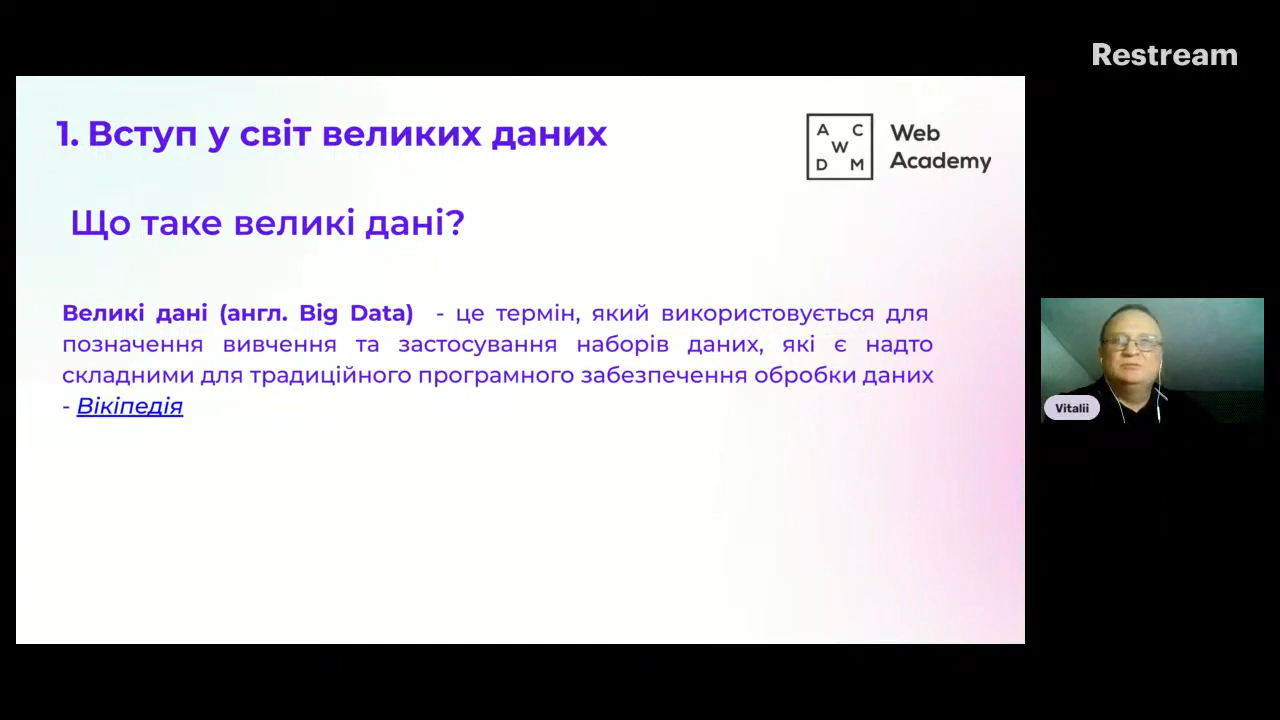 Restream
1. Вступ у світ великих даних
A C
W
D M
Web
Academy
Що таке великі дані?
Великі дані (англ. Big Data) - це термін, який використовується для
позначення вивчення та застосування наборів даних, які є надто
складними для традиційного програмного забезпечення обробки даних
- Вікіпедія
Vitalii